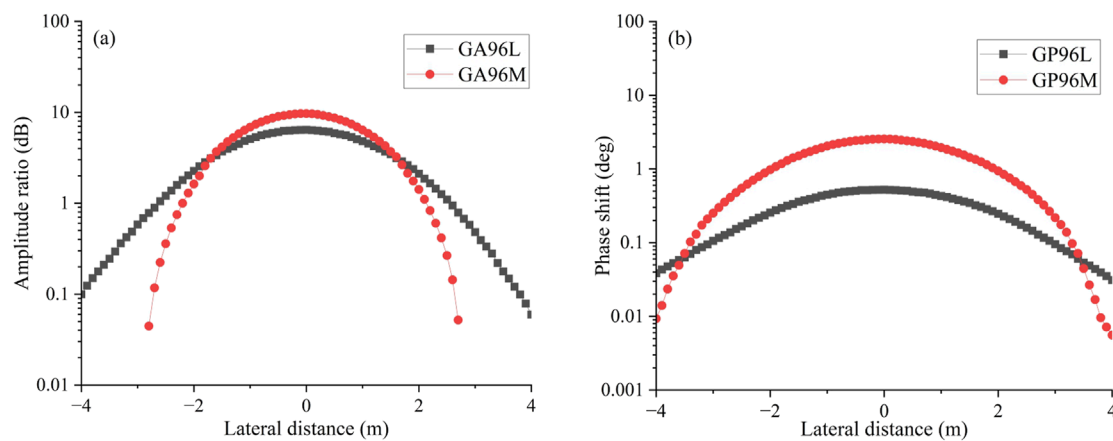 (a)
GA96L
GA96M
Amplitude ratio (dB)
100
10
1
0.1
0.01
−4
−2
0
2
4
Lateral distance (m)
(b)
GP96L
GP96M
Phase shift (deg)
100
10
1
0.1
0.01
0.001
−4
−2
0
2
4
Lateral distance (m)